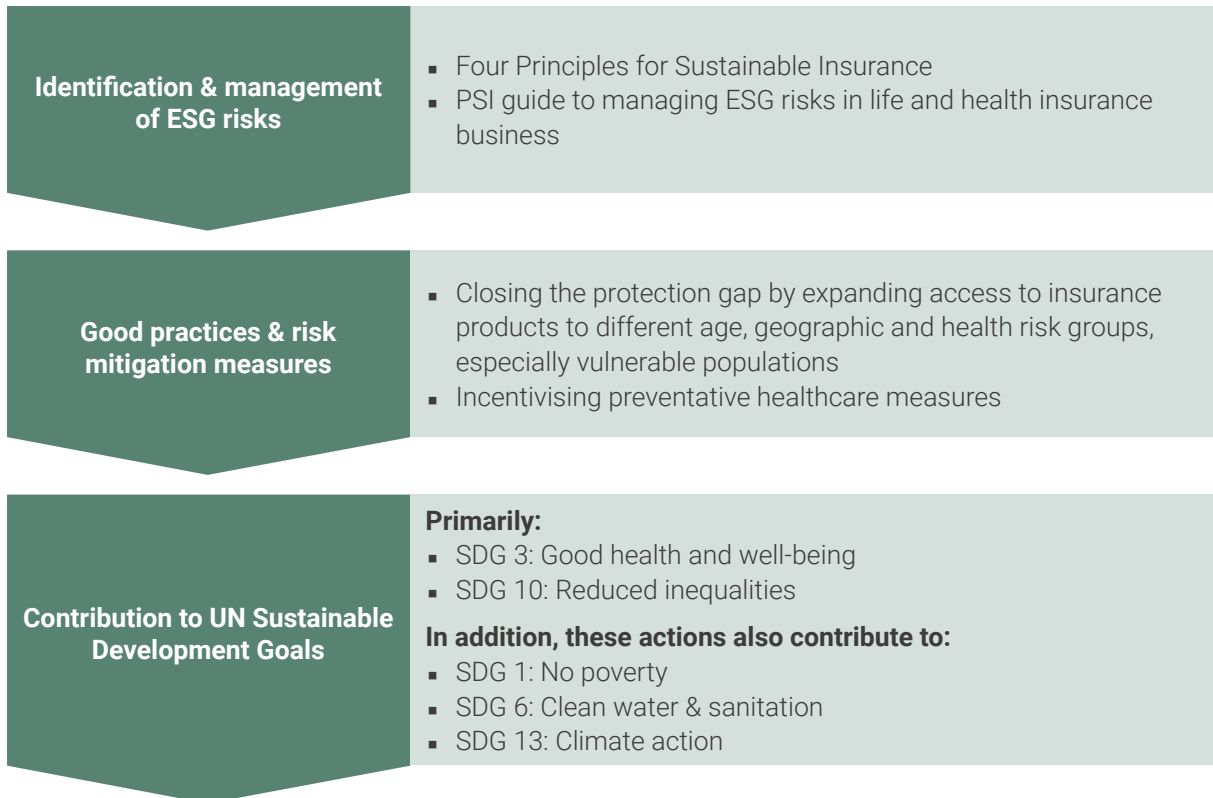 Identification & management
of ESG risks
▪ Four Principles for Sustainable Insurance
▪ PSI guide to managing ESG risks in life and health insurance
business
Good practices & risk
mitigation measures
▪ Closing the protection gap by expanding access to insurance
products to different age, geographic and health risk groups,
especially vulnerable populations
▪ Incentivising preventative healthcare measures
Contribution to UN Sustainable
Development Goals
Primarily:
▪ SDG 3: Good health and well-being
▪ SDG 10: Reduced inequalities
In addition, these actions also contribute to:
▪ SDG 1: No poverty
▪ SDG 6: Clean water & sanitation
▪ SDG 13: Climate action